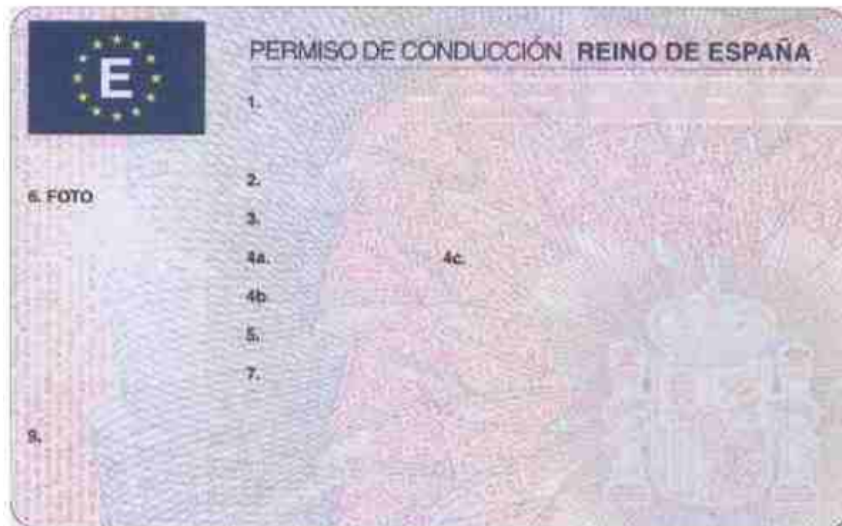 E
PERMISO DE CONDUCCIÓN REINO DE ESPAÑA
1.
2.
6. FOTO
3.
4a. 4c.
4b
5.
7.
9.